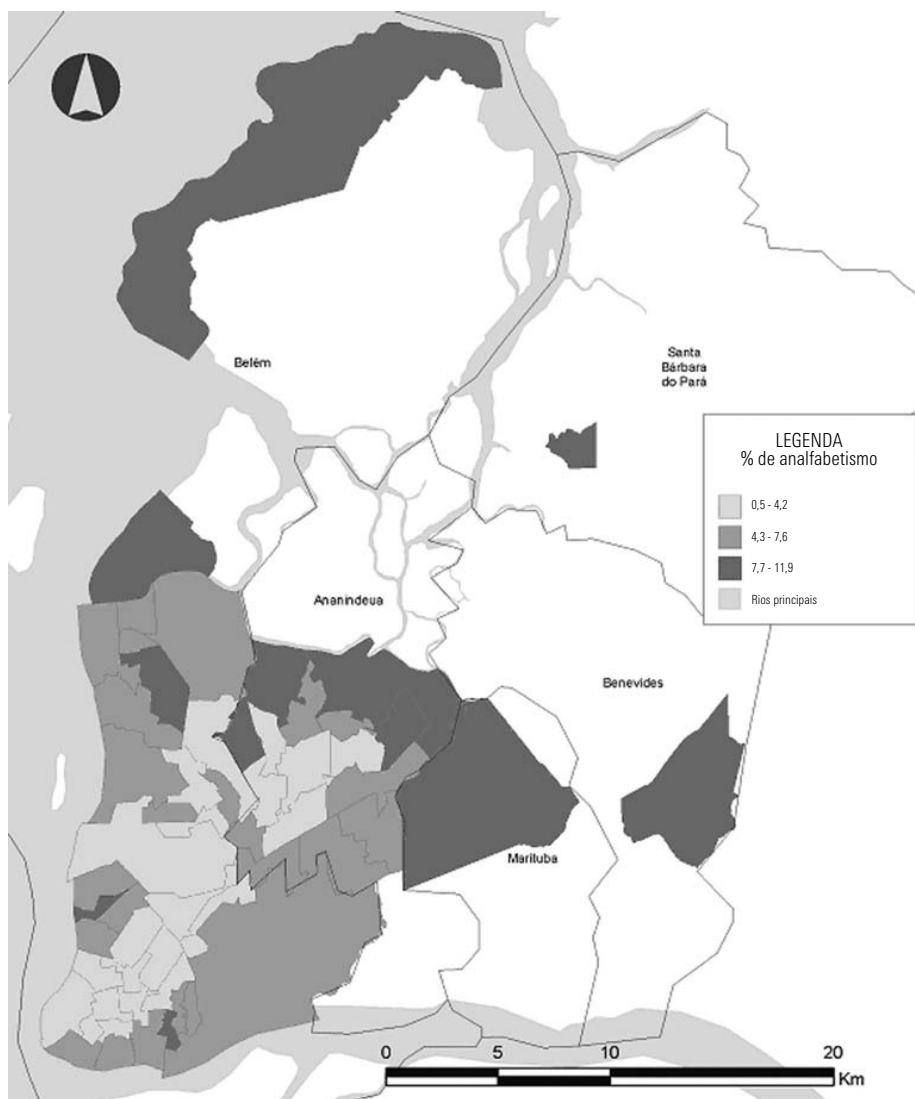 Belém
Santa
Bárbara
do Pará
LEGENDA
% de analfabetismo
0,5 - 4,2
4,3 - 7,6
7,7 - 11,9
Rios principais
Ananindeua
Benevides
Marituba
0 5 10 20
Km